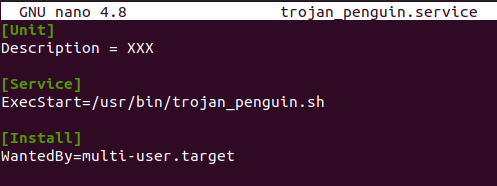 GNU nano 4.8 trojan_penguin.service
[Unit]
Description = XXX
[Service]
ExecStart=/usr/bin/trojan_penguin.sh
[Install]
WantedBy=multi-user.target